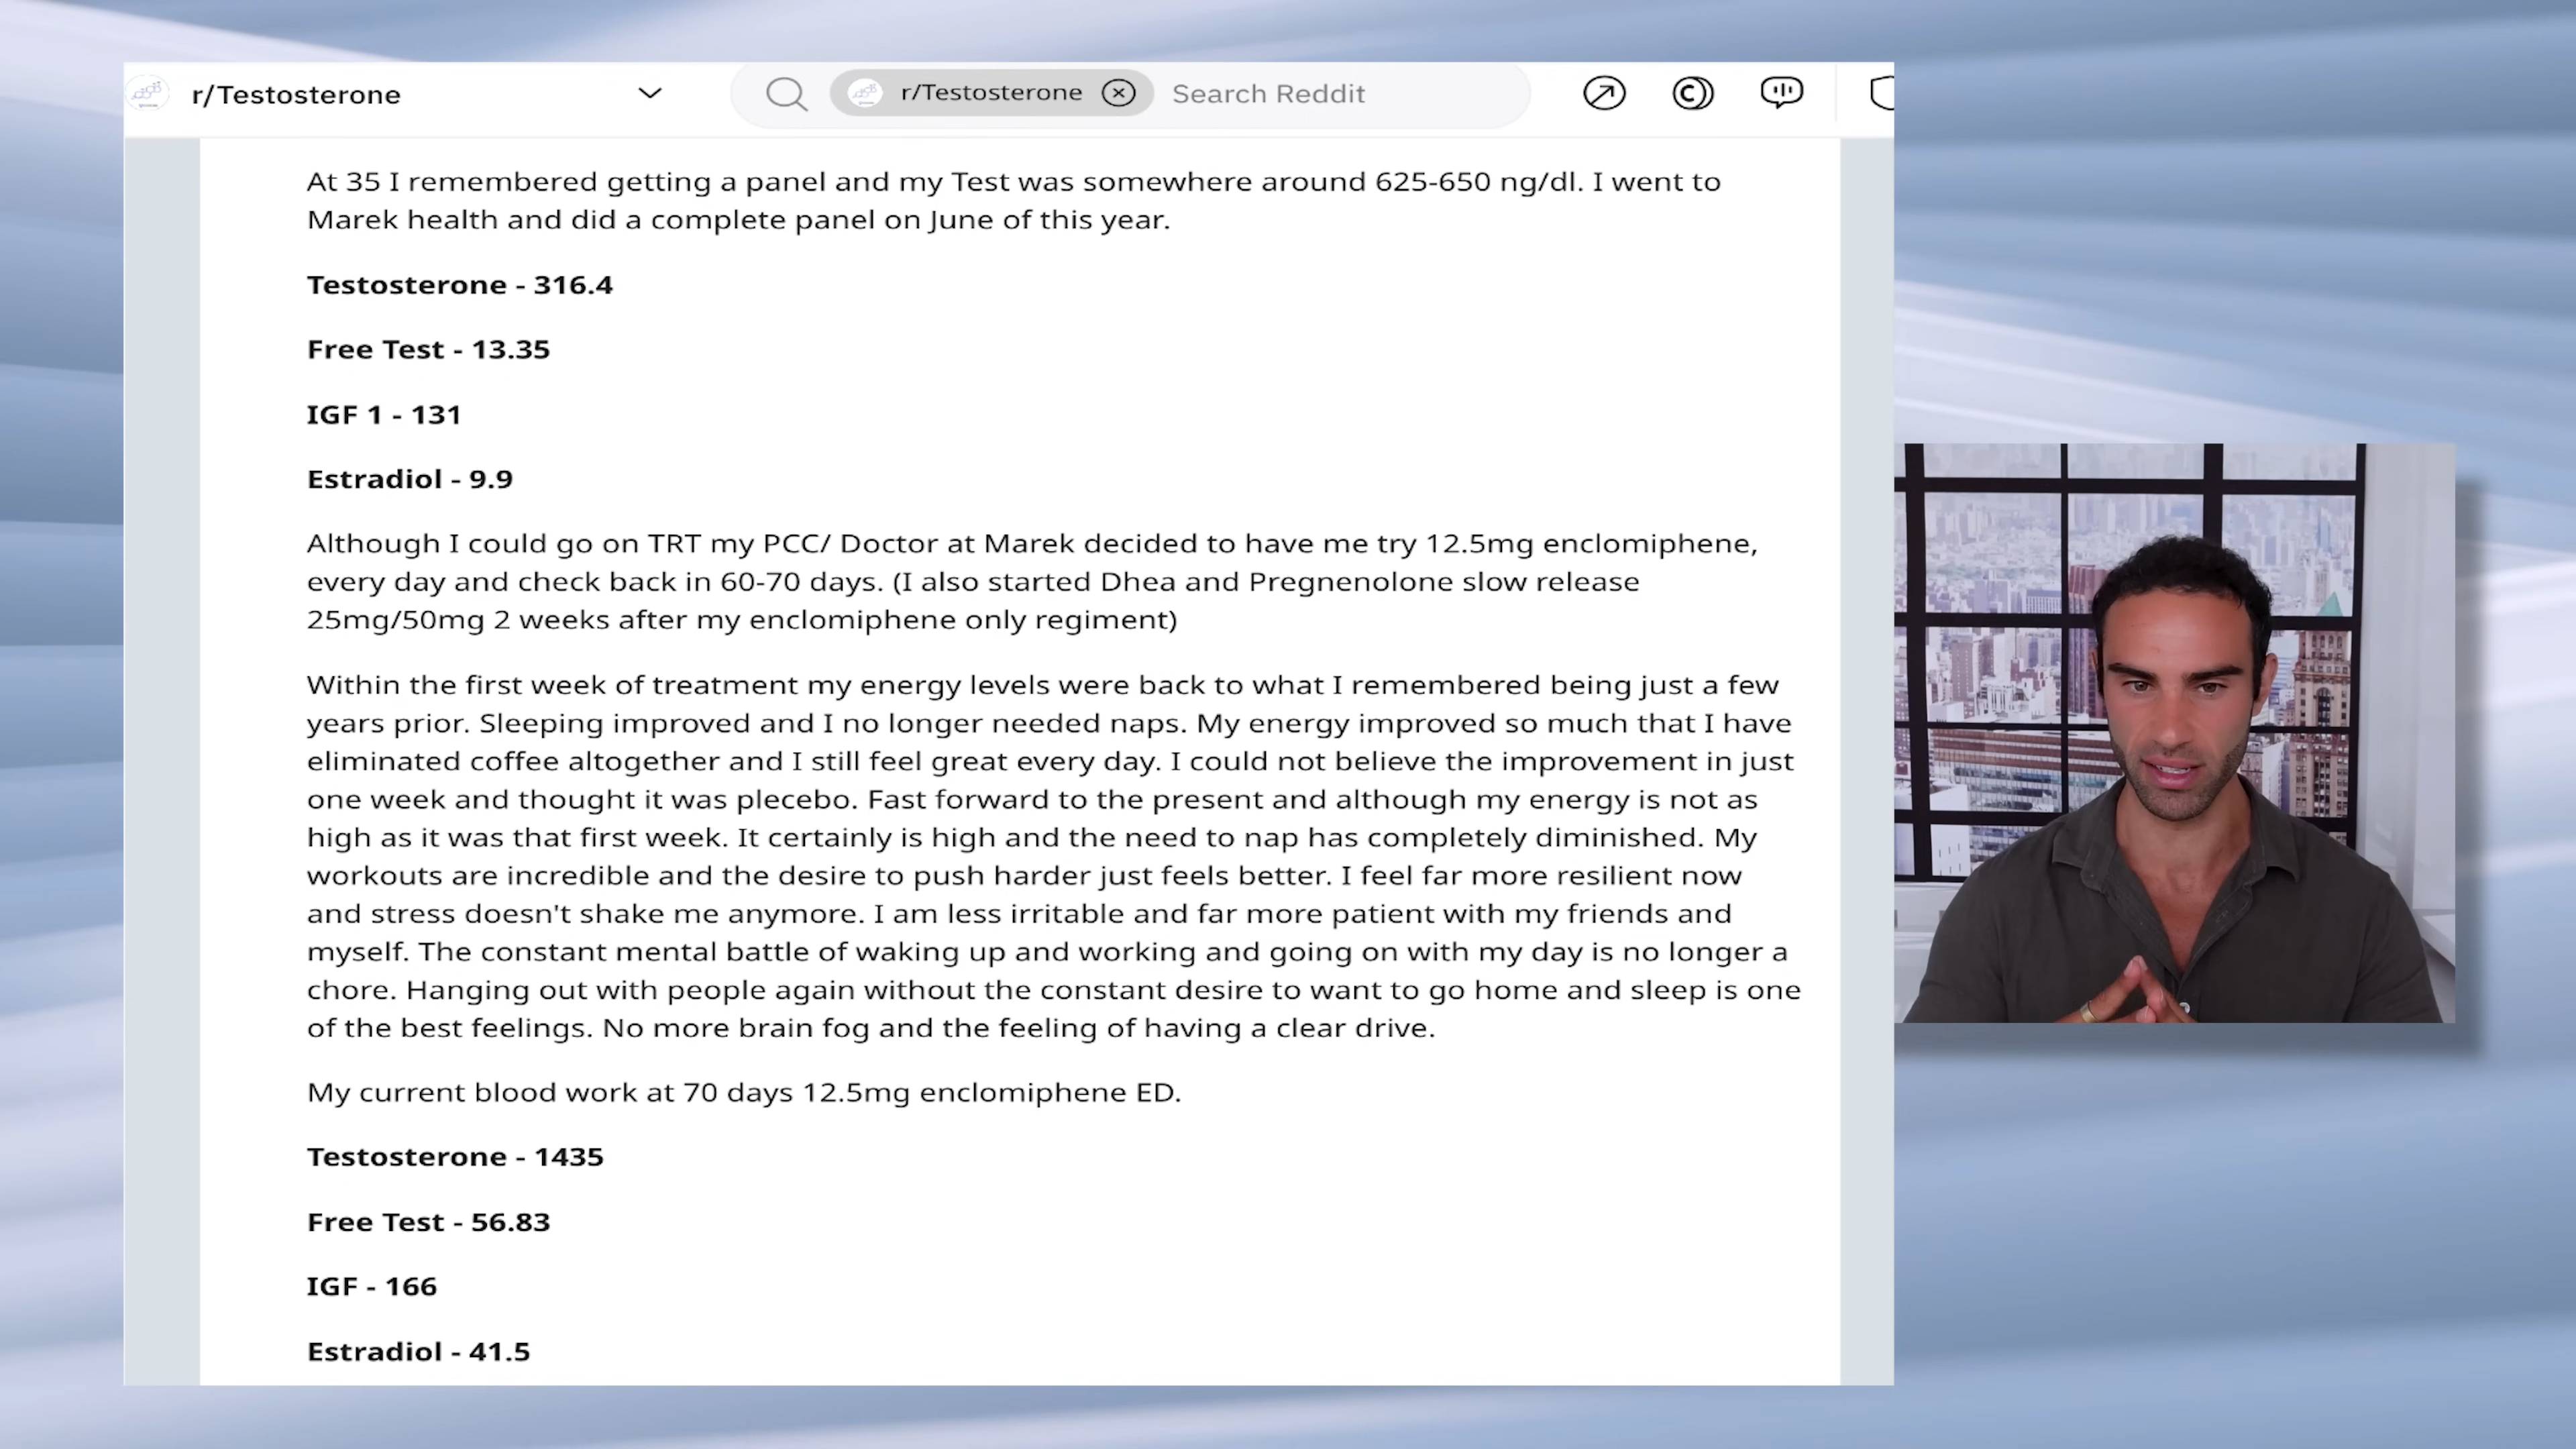 r/Testosterone
r/Testosterone
Search Reddit
At 35 I remembered getting a panel and my Test was somewhere around 625-650 ng/dl. I went to
Marek health and did a complete panel on June of this year.
Testosterone - 316.4
Free Test - 13.35
IGF 1 - 131
Estradiol - 9.9
Although I could go on TRT my PCC/ Doctor at Marek decided to have me try 12.5mg enclomiphene,
every day and check back in 60-70 days. (I also started Dhea and Pregnenolone slow release
25mg/50mg 2 weeks after my enclomiphene only regiment)
Within the first week of treatment my energy levels were back to what I remembered being just a few
years prior. Sleeping improved and I no longer needed naps. My energy improved so much that I have
eliminated coffee altogether and I still feel great every day. I could not believe the improvement in just
one week and thought it was plecebo. Fast forward to the present and although my energy is not as
high as it was that first week. It certainly is high and the need to nap has completely diminished. My
workouts are incredible and the desire to push harder just feels better. I feel far more resilient now
and stress doesn't shake me anymore. I am less irritable and far more patient with my friends and
myself. The constant mental battle of waking up and working and going on with my day is no longer a
chore. Hanging out with people again without the constant desire to want to go home and sleep is one
of the best feelings. No more brain fog and the feeling of having a clear drive.
My current blood work at 70 days 12.5mg enclomiphene ED.
Testosterone - 1435
Free Test - 56.83
IGF - 166
Estradiol - 41.5